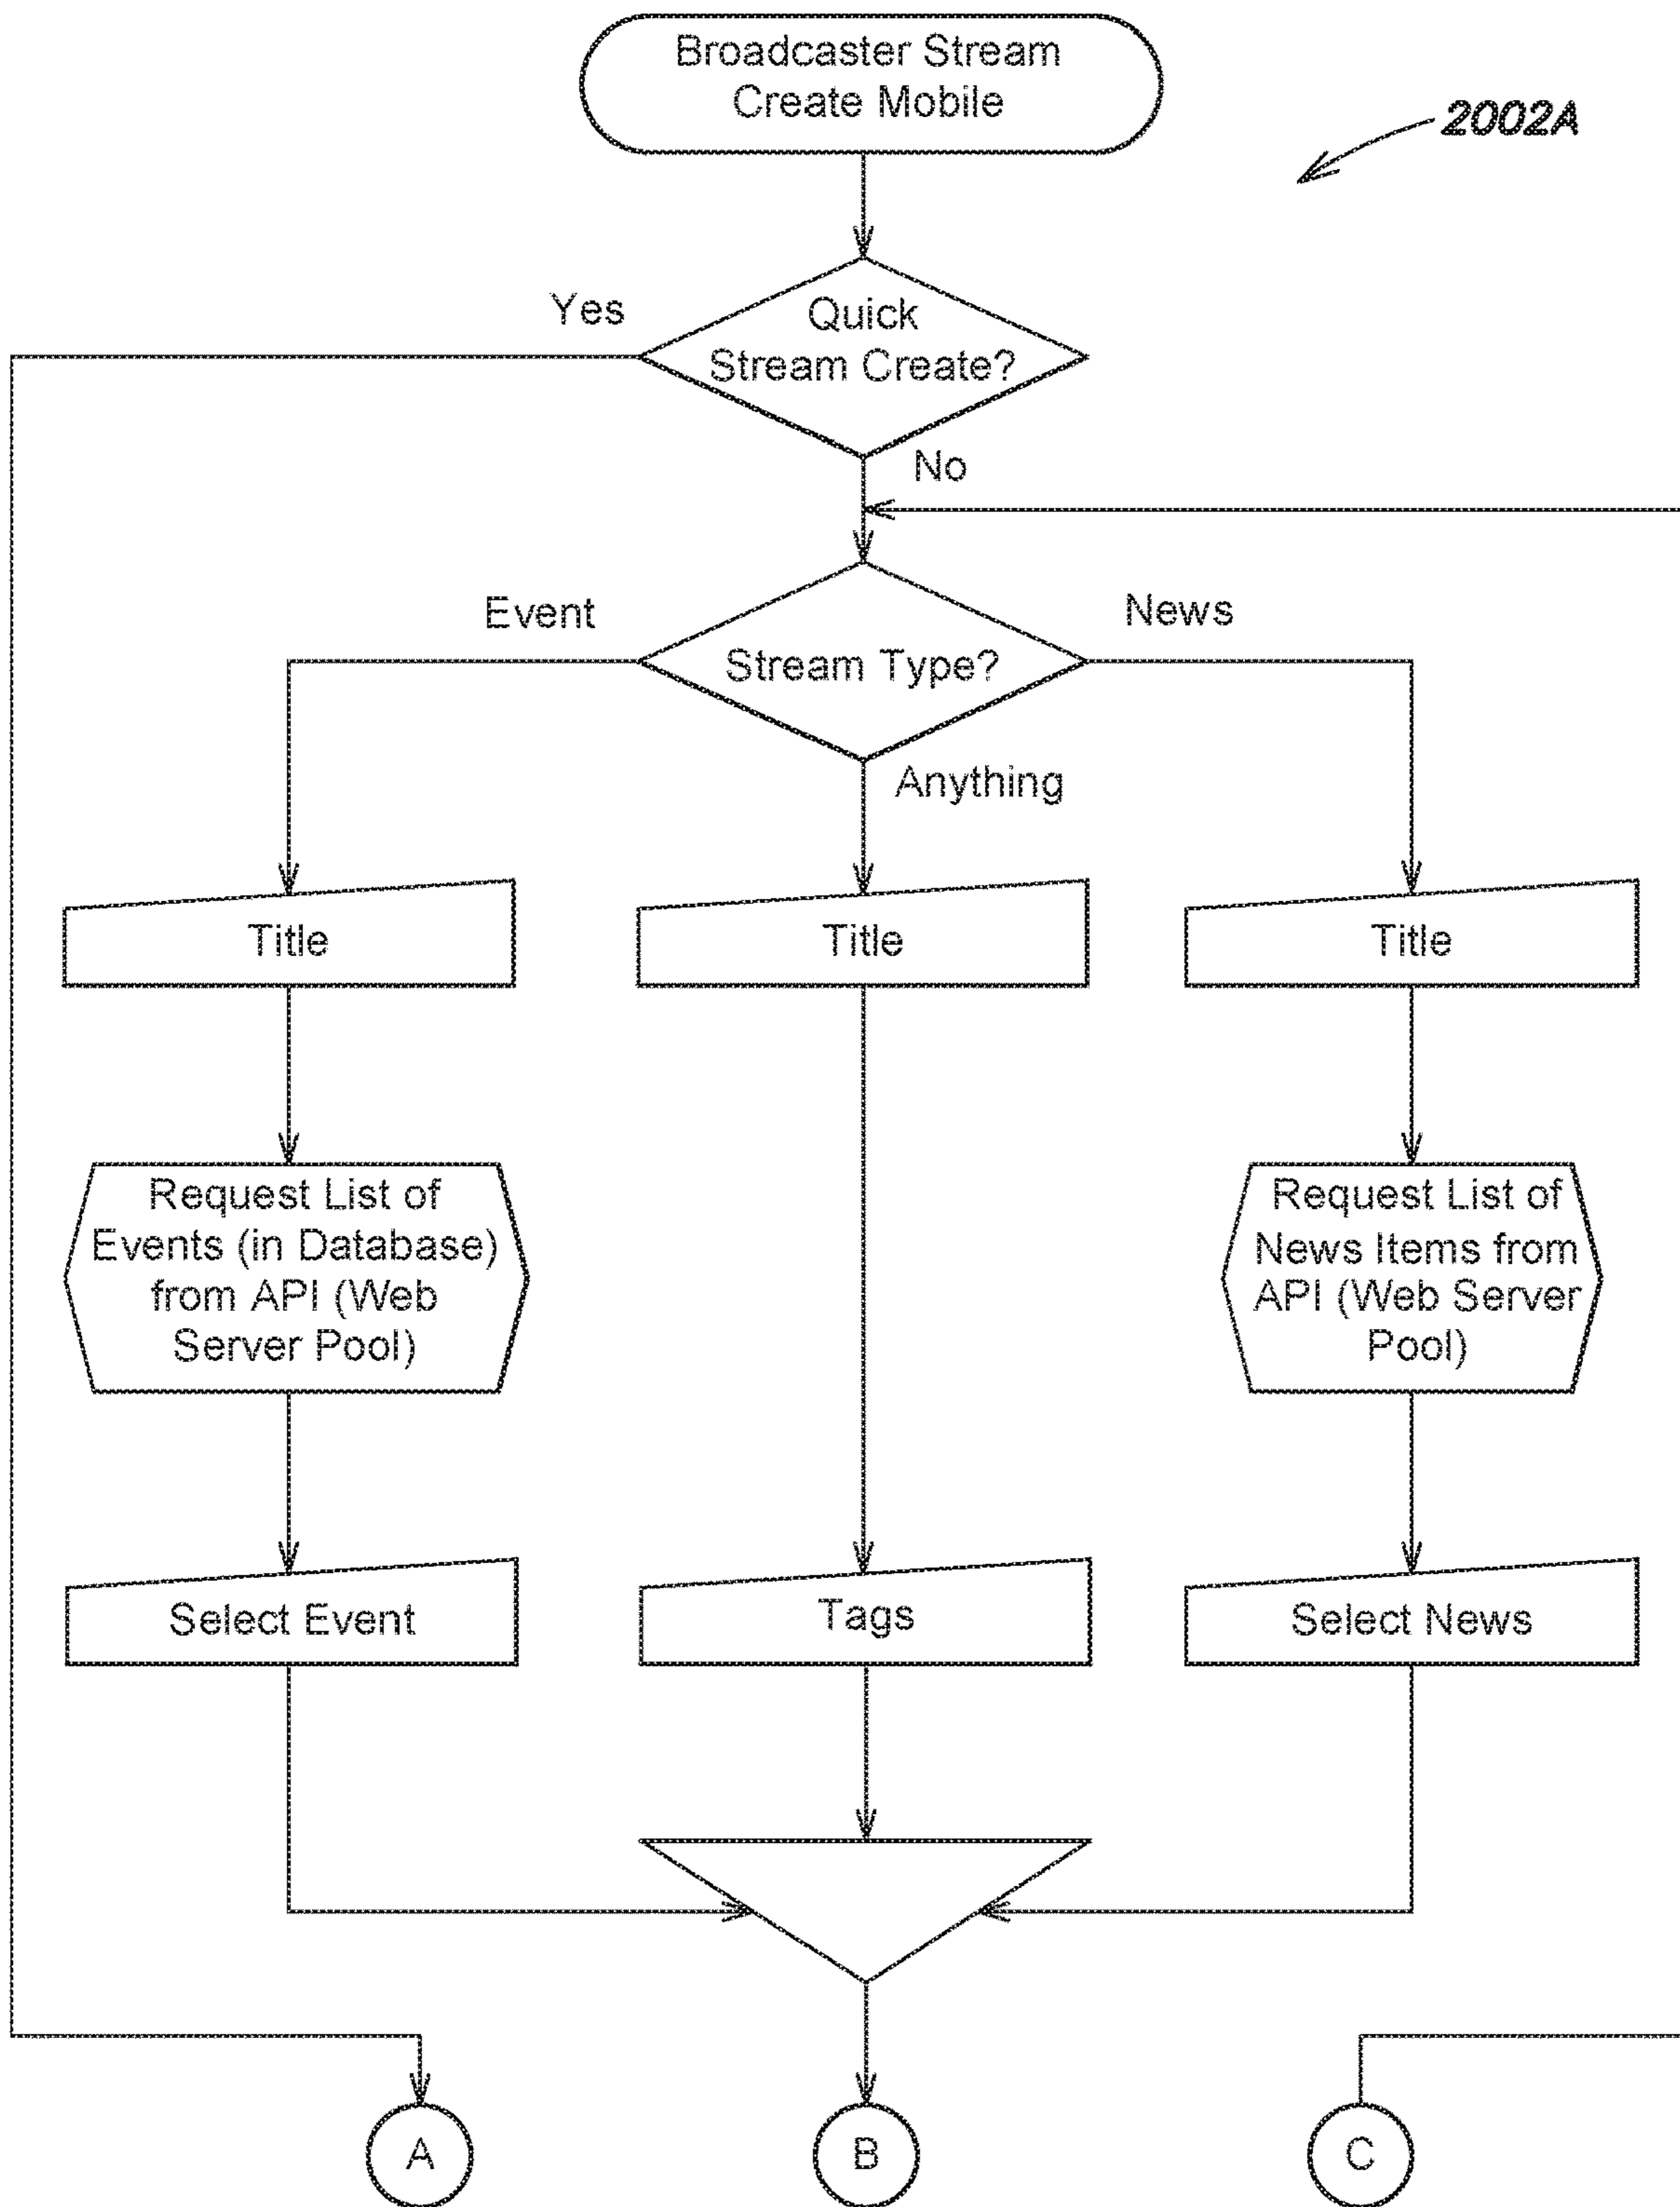 Broadcaster Stream
Create Mobile
2002A
Yes
Quick
Stream Create?
No
Event
News
Stream Type?
Anything
Title
Title
Title
Request List of
Events (in Database)
from API (Web
Server Pool)
Request List of
News Items from
API (Web Server
Pool)
Select Event
Tags
Select News
A
B
C